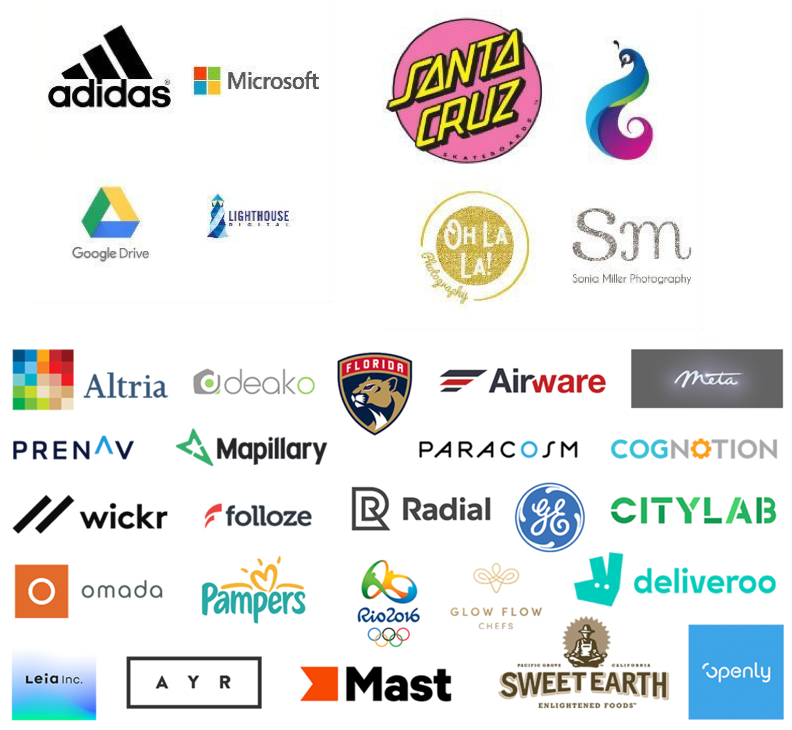 adidas®
Microsoft
SANTA
CRUZ
SKATEBOARDS
Google Drive
LIGHTHOUSE
DIGITAL
OH LA
LA!
Photography
Sm
Sonia Miller Photography
Altria
deako
FLORIDA
Airware
meta
PRENAV
Mapillary
PARACOSM
COGNOTION
wickr
folloze
R
Radial
GE
CITYLAB
omada
Pampers
Rio2016
GLOW FLOW
CHEFS
deliveroo
Leia Inc.
AYR
Mast
PACIFIC GROVE CALIFORNIA
SWEET EARTH
ENLIGHTENED FOODS™
openly